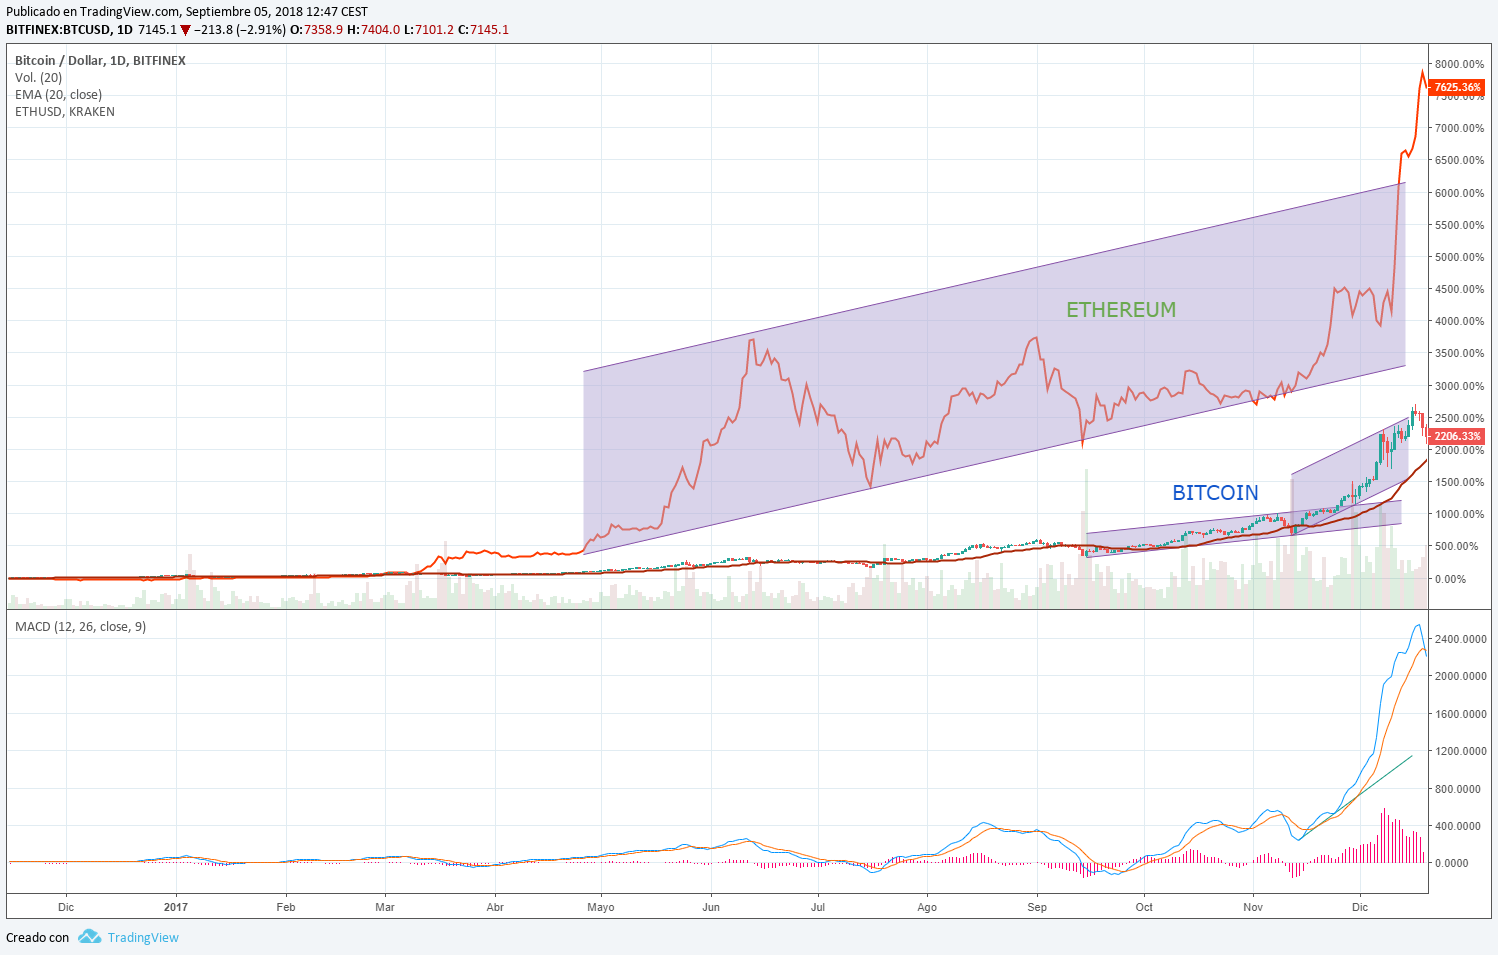 Publicado en TradingView.com, Septiembre 05, 2018 12:47 CEST
BITFINEX:BTCUSD, 1D 7145.1 ▼ −213.8 (−2.91%) O:7358.9 H:7404.0 L:7101.2 C:7145.1
Bitcoin / Dollar, 1D, BITFINEX
Vol. (20)
EMA (20, close)
ETHUSD, KRAKEN
8000.00%
7625.36%
7500.00%
7000.00%
6500.00%
6000.00%
5500.00%
5000.00%
4500.00%
ETHEREUM
4000.00%
3500.00%
3000.00%
2500.00%
2206.33%
2000.00%
1500.00%
BITCOIN
1000.00%
500.00%
0.00%
MACD (12, 26, close, 9)
2400.0000
2000.0000
1600.0000
1200.0000
800.0000
400.0000
0.0000
Dic 2017 Feb Mar Abr Mayo Jun Jul Ago Sep Oct Nov Dic
Creado con TradingView